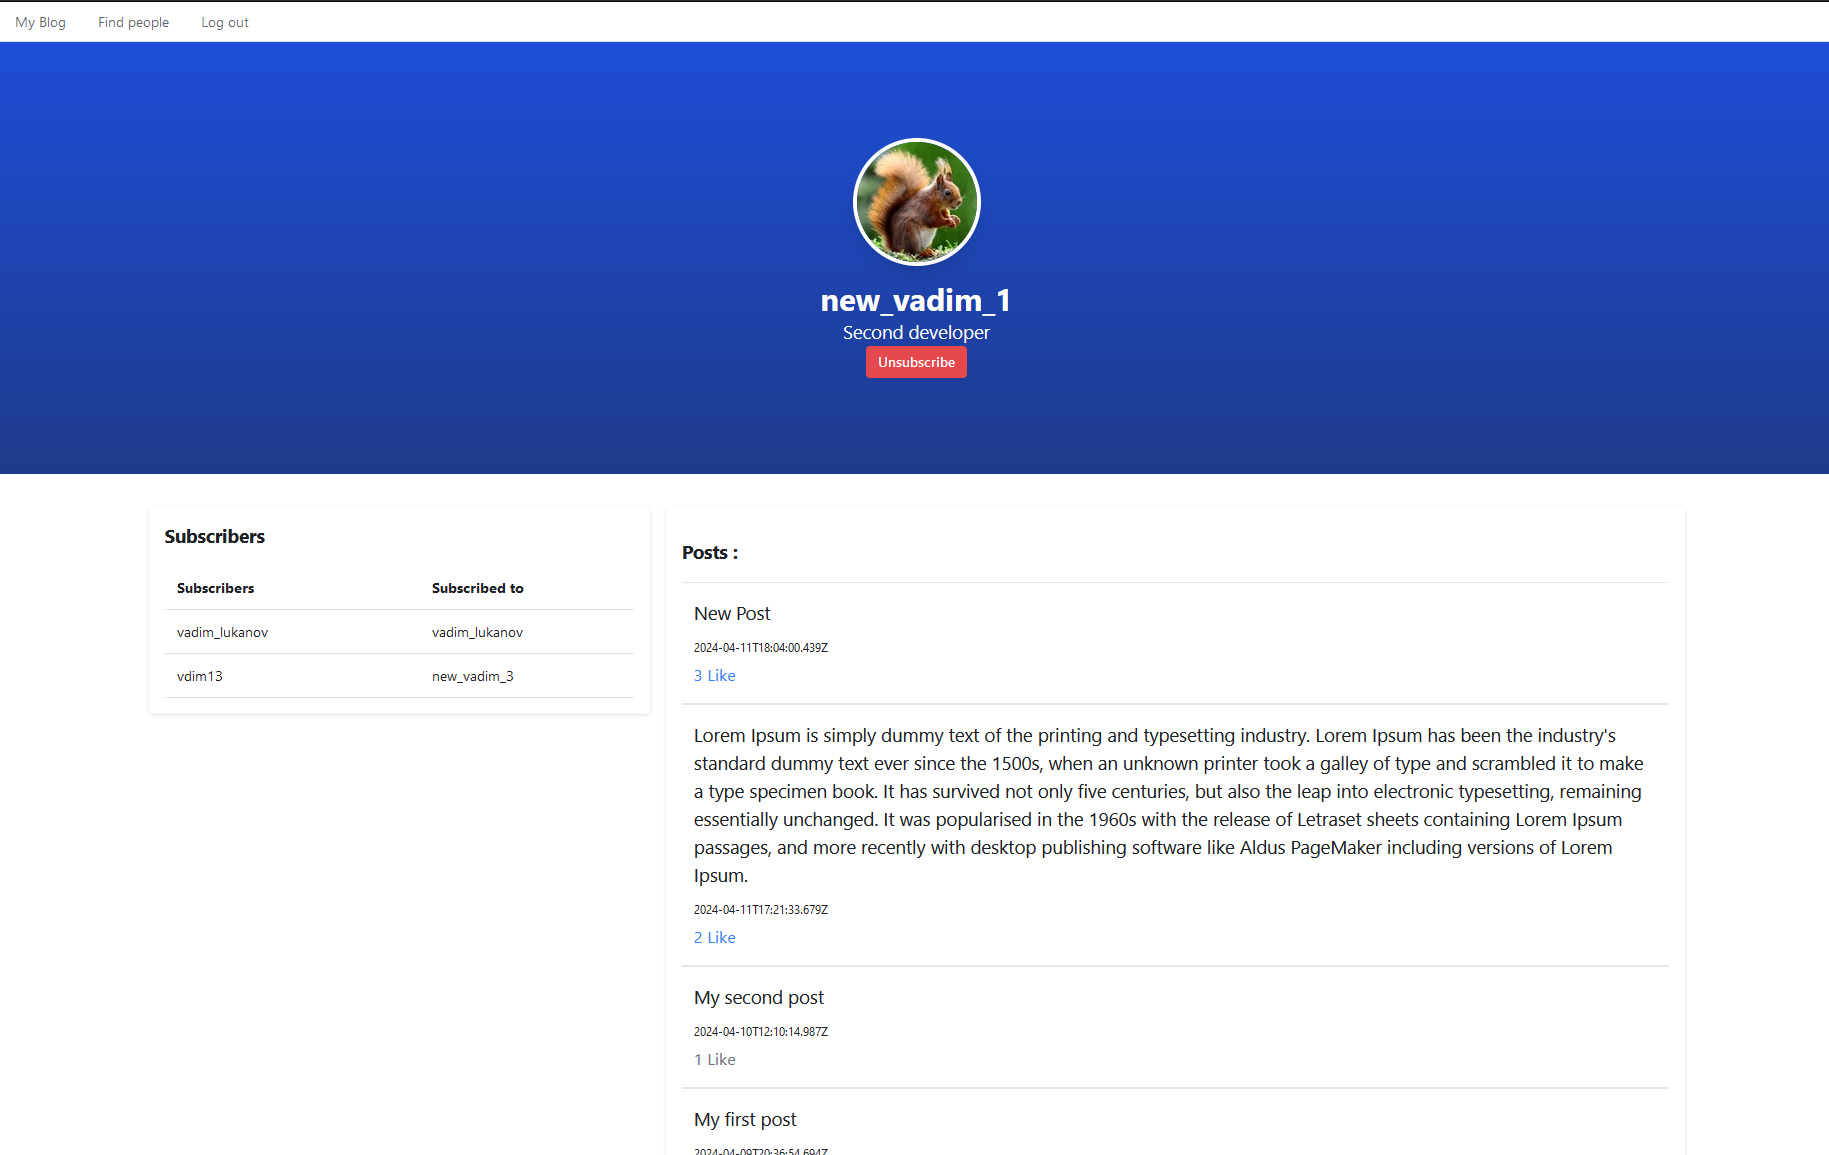 My Blog Find people Log out
new_vadim_1
Second developer
Unsubscribe
Subscribers
Subscribers Subscribed to
vadim_lukanov vadim_lukanov
vdim13 new_vadim_3
Posts :
New Post
2024-04-11T18:04:00.439Z
3 Like
Lorem Ipsum is simply dummy text of the printing and typesetting industry. Lorem Ipsum has been the industry's
standard dummy text ever since the 1500s, when an unknown printer took a galley of type and scrambled it to make
a type specimen book. It has survived not only five centuries, but also the leap into electronic typesetting, remaining
essentially unchanged. It was popularised in the 1960s with the release of Letraset sheets containing Lorem Ipsum
passages, and more recently with desktop publishing software like Aldus PageMaker including versions of Lorem
Ipsum.
2024-04-11T17:21:33.679Z
2 Like
My second post
2024-04-10T12:10:14.987Z
1 Like
My first post
2024-04-09T20:36:54.694Z